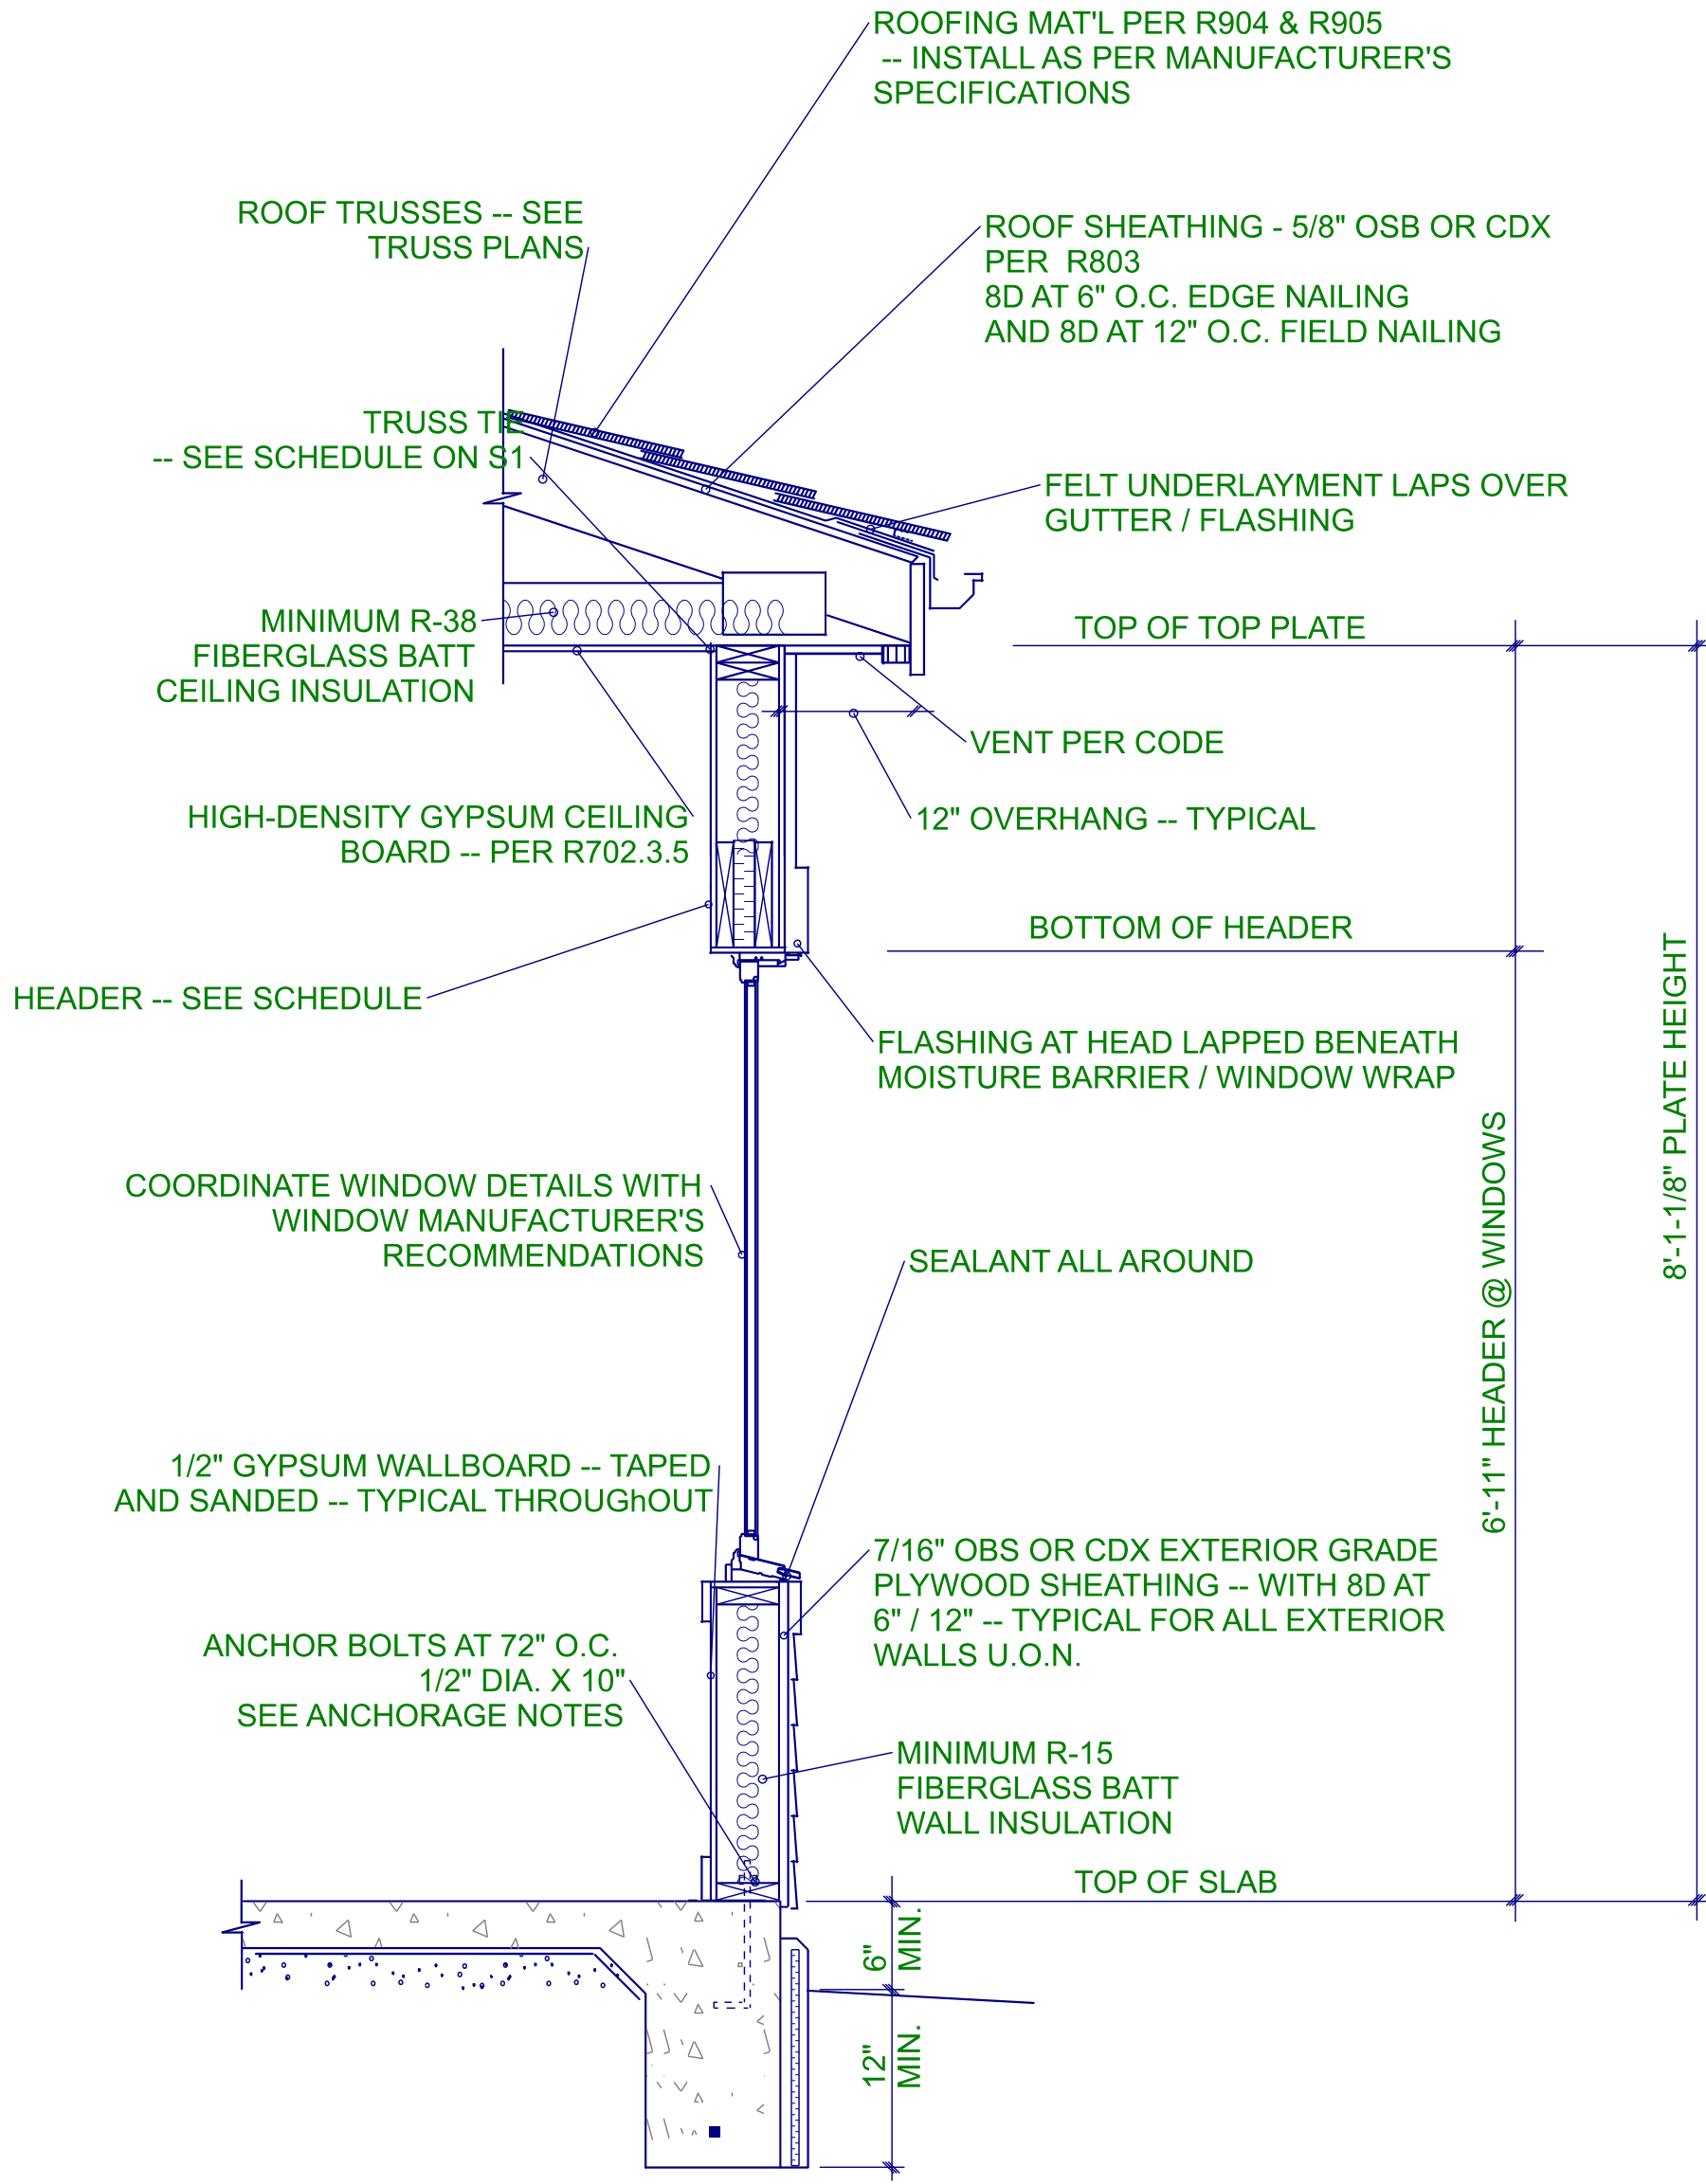 ROOFING MAT'L PER R904 & R905
-- INSTALL AS PER MANUFACTURER'S
SPECIFICATIONS
ROOF TRUSSES -- SEE
TRUSS PLANS
ROOF SHEATHING - 5/8" OSB OR CDX
PER R803
8D AT 6" O.C. EDGE NAILING
AND 8D AT 12" O.C. FIELD NAILING
TRUSS TIE
-- SEE SCHEDULE ON S1
FELT UNDERLAYMENT LAPS OVER
GUTTER / FLASHING
MINIMUM R-38
FIBERGLASS BATT
CEILING INSULATION
TOP OF TOP PLATE
VENT PER CODE
HIGH-DENSITY GYPSUM CEILING
BOARD -- PER R702.3.5
12" OVERHANG -- TYPICAL
BOTTOM OF HEADER
HEADER -- SEE SCHEDULE
FLASHING AT HEAD LAPPED BENEATH
MOISTURE BARRIER / WINDOW WRAP
8'-1-1/8" PLATE HEIGHT
6'-11" HEADER @ WINDOWS
COORDINATE WINDOW DETAILS WITH
WINDOW MANUFACTURER'S
RECOMMENDATIONS
SEALANT ALL AROUND
1/2" GYPSUM WALLBOARD -- TAPED
AND SANDED -- TYPICAL THROUGhOUT
7/16" OBS OR CDX EXTERIOR GRADE
PLYWOOD SHEATHING -- WITH 8D AT
6" / 12" -- TYPICAL FOR ALL EXTERIOR
WALLS U.O.N.
ANCHOR BOLTS AT 72" O.C.
1/2" DIA. X 10"
SEE ANCHORAGE NOTES
MINIMUM R-15
FIBERGLASS BATT
WALL INSULATION
TOP OF SLAB
6"
MIN.
12"
MIN.